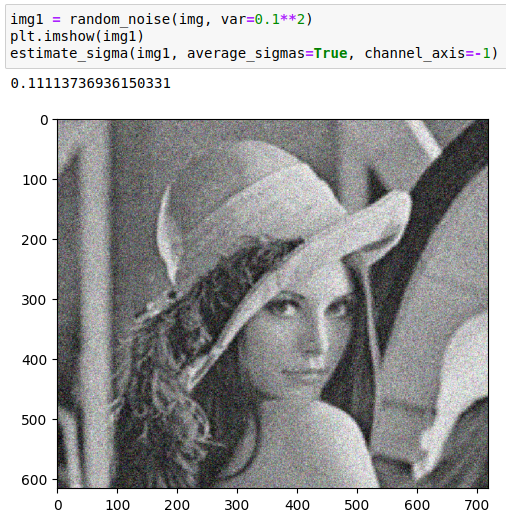 img1 = random_noise(img, var=0.1**2)
plt.imshow(img1)
estimate_sigma(img1, average_sigmas=True, channel_axis=-1)
0.11113736936150331
0
100
200
300
400
500
600
0 100 200 300 400 500 600 700